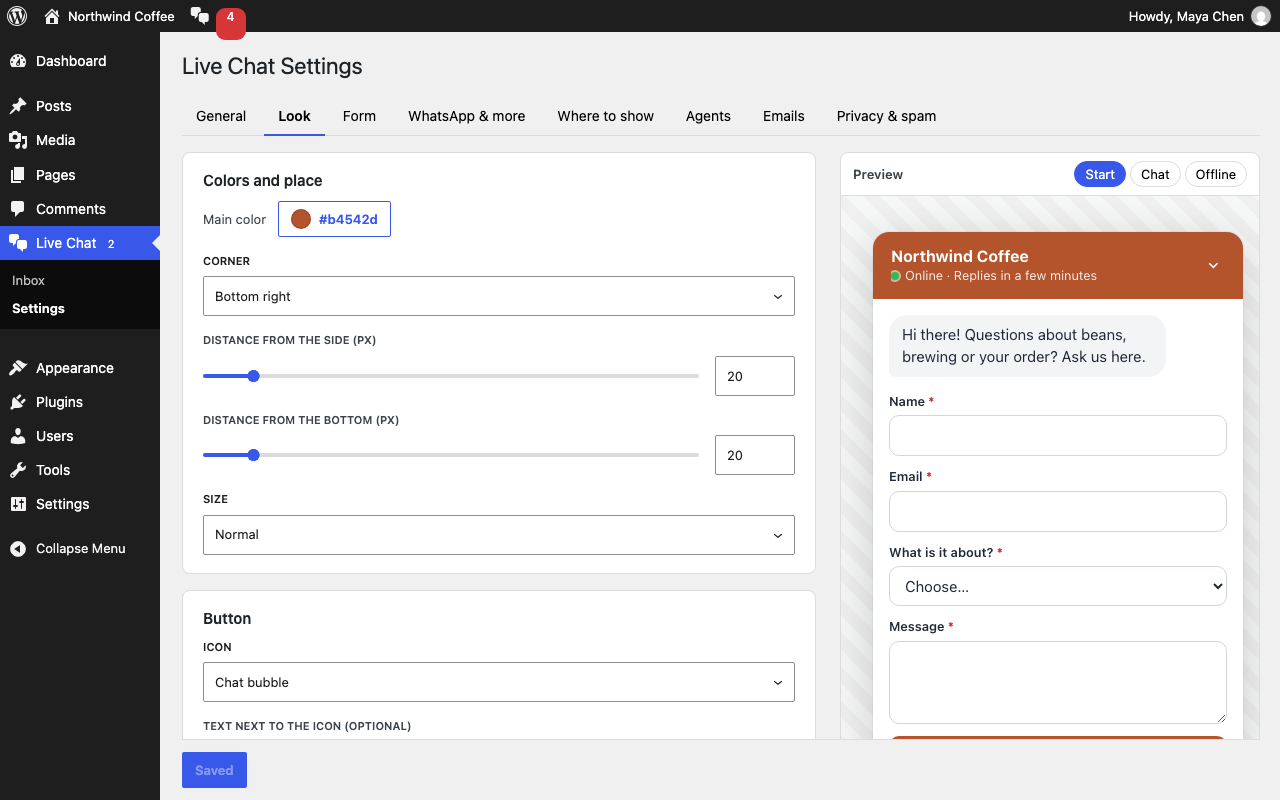 Northwind Coffee
4
Howdy, Maya Chen
Dashboard
Posts
Media
Pages
Comments
Live Chat 2
Inbox
Settings
Appearance
Plugins
Users
Tools
Settings
Collapse Menu
Live Chat Settings
General
Look
Form
WhatsApp & more
Where to show
Agents
Emails
Privacy & spam
Colors and place
Main color
#b4542d
CORNER
Bottom right
DISTANCE FROM THE SIDE (PX)
20
DISTANCE FROM THE BOTTOM (PX)
20
SIZE
Normal
Button
ICON
Chat bubble
TEXT NEXT TO THE ICON (OPTIONAL)
Saved
Preview
Start
Chat
Offline
Northwind Coffee
Online · Replies in a few minutes
Hi there! Questions about beans,
brewing or your order? Ask us here.
Name *
Email *
What is it about? *
Choose...
Message *